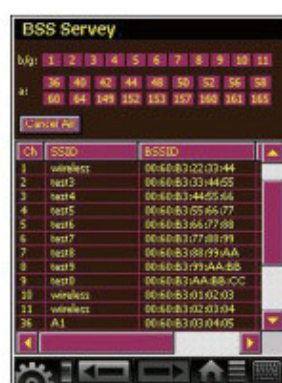 BSS Servey
b/g: 1 2 3 4 5 6 7 8 9 10 11
a: 36 40 42 44 48 50 52 56 58
60 64 149 152 153 157 160 161 165
Cancel All
Ch SSID BSSID
1 wireless 00:60:B3:22:33:44
2 test3 00:60:B3:33:44:55
4 test4 00:60:B3:44:55:66
4 test5 00:60:B3:55:66:77
5 test6 00:60:B3:66:77:88
6 test7 00:60:B3:77:88:99
7 test8 00:60:B3:88:99:AA
8 test9 00:60:B3:99:AA:BB
9 test0 00:60:B3:AA:BB:CC
10 wireless 00:60:B3:01:02:03
11 wireless 00:60:B3:02:03:04
36 A1 00:60:B3:03:04:05